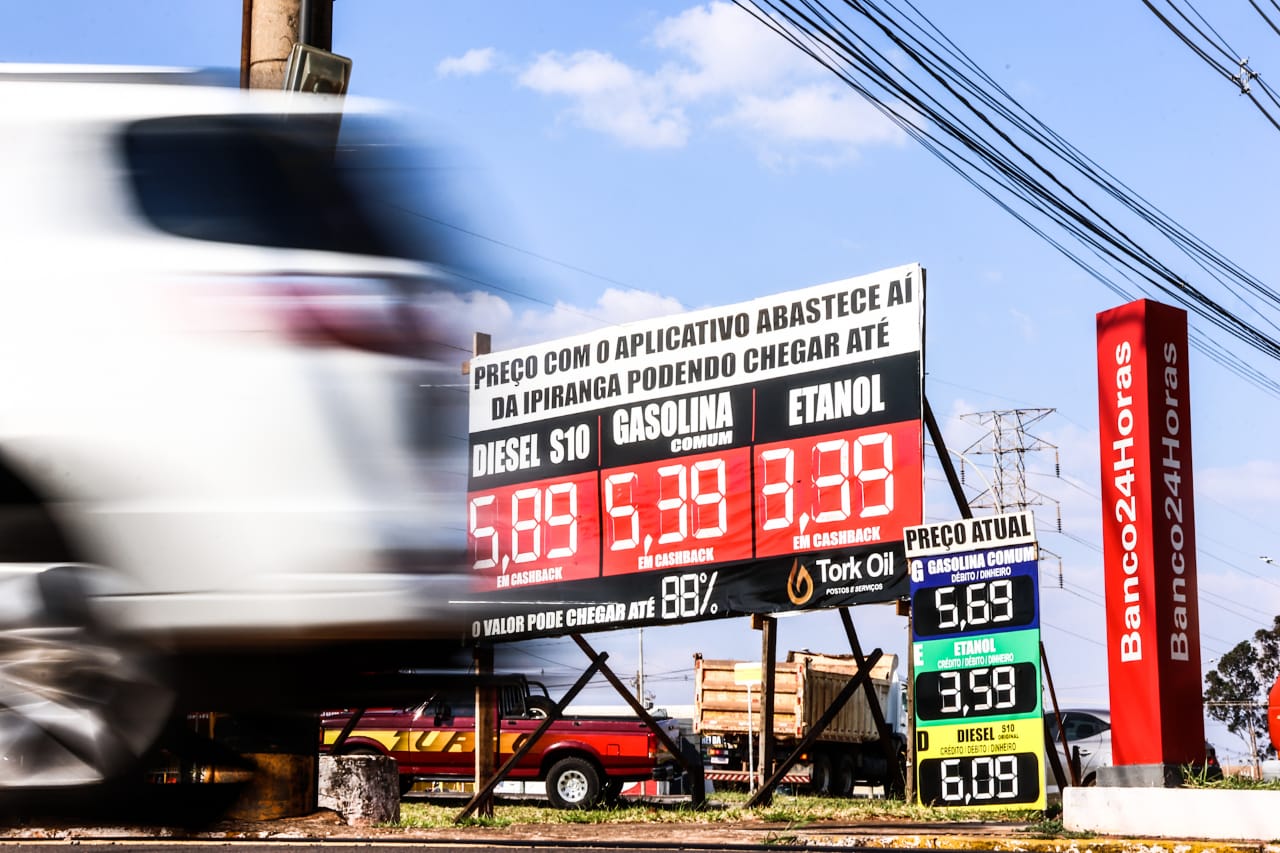 PREÇO COM O APLICATIVO ABASTECE AÍ
DA IPIRANGA PODENDO CHEGAR ATÉ
DIESEL S10
5,89
EM CASHBACK
GASOLINA
COMUM
5,39
EM CASHBACK
ETANOL
3,39
EM CASHBACK
O VALOR PODE CHEGAR ATÉ 88%
Tork Oil
POSTOS E SERVIÇOS
PREÇO ATUAL
G GASOLINA COMUM
DÉBITO / DINHEIRO
5,69
E ETANOL
CRÉDITO / DÉBITO / DINHEIRO
3,59
D DIESEL S10
ORIGINAL
CRÉDITO / DÉBITO / DINHEIRO
6,09
Banco24Horas
Banco24Horas